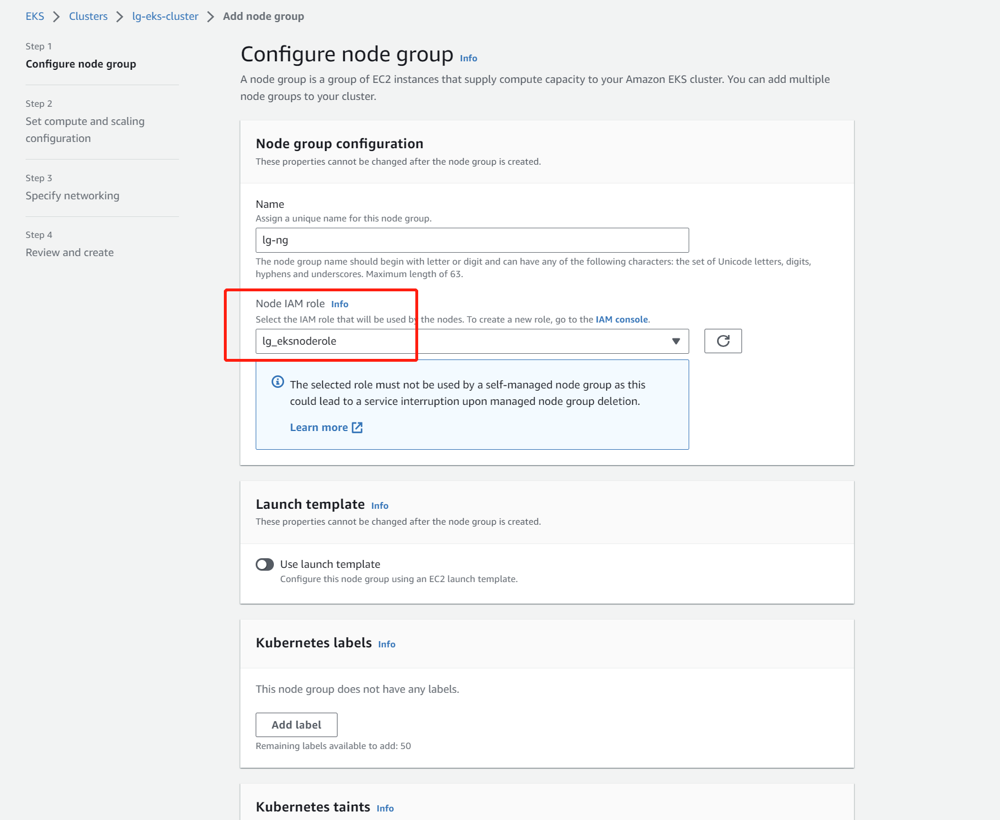 EKS > Clusters > lg-eks-cluster > Add node group
Step 1
Configure node group
Step 2
Set compute and scaling
configuration
Step 3
Specify networking
Step 4
Review and create
Configure node group Info
A node group is a group of EC2 instances that supply compute capacity to your Amazon EKS cluster. You can add multiple
node groups to your cluster.
Node group configuration
These properties cannot be changed after the node group is created.
Name
Assign a unique name for this node group.
lg-ng
The node group name should begin with letter or digit and can have any of the following characters: the set of Unicode letters, digits,
hyphens and underscores. Maximum length of 63.
Node IAM role Info
Select the IAM role that will be used by the nodes. To create a new role, go to the IAM console.
lg_eksnoderole
The selected role must not be used by a self-managed node group as this
could lead to a service interruption upon managed node group deletion.
Learn more
Launch template Info
These properties cannot be changed after the node group is created.
Use launch template
Configure this node group using an EC2 launch template.
Kubernetes labels Info
This node group does not have any labels.
Add label
Remaining labels available to add: 50
Kubernetes taints Info